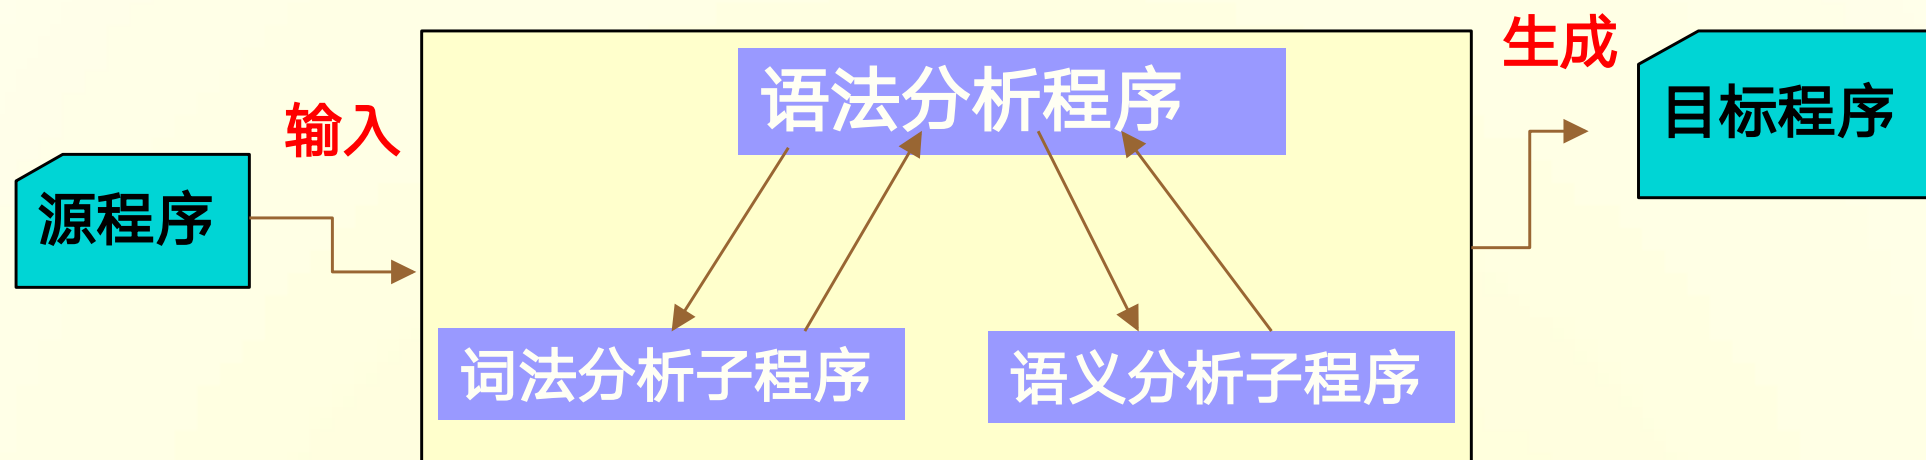 生成
语法分析程序
目标程序
输入
源程序
词法分析子程序
语义分析子程序